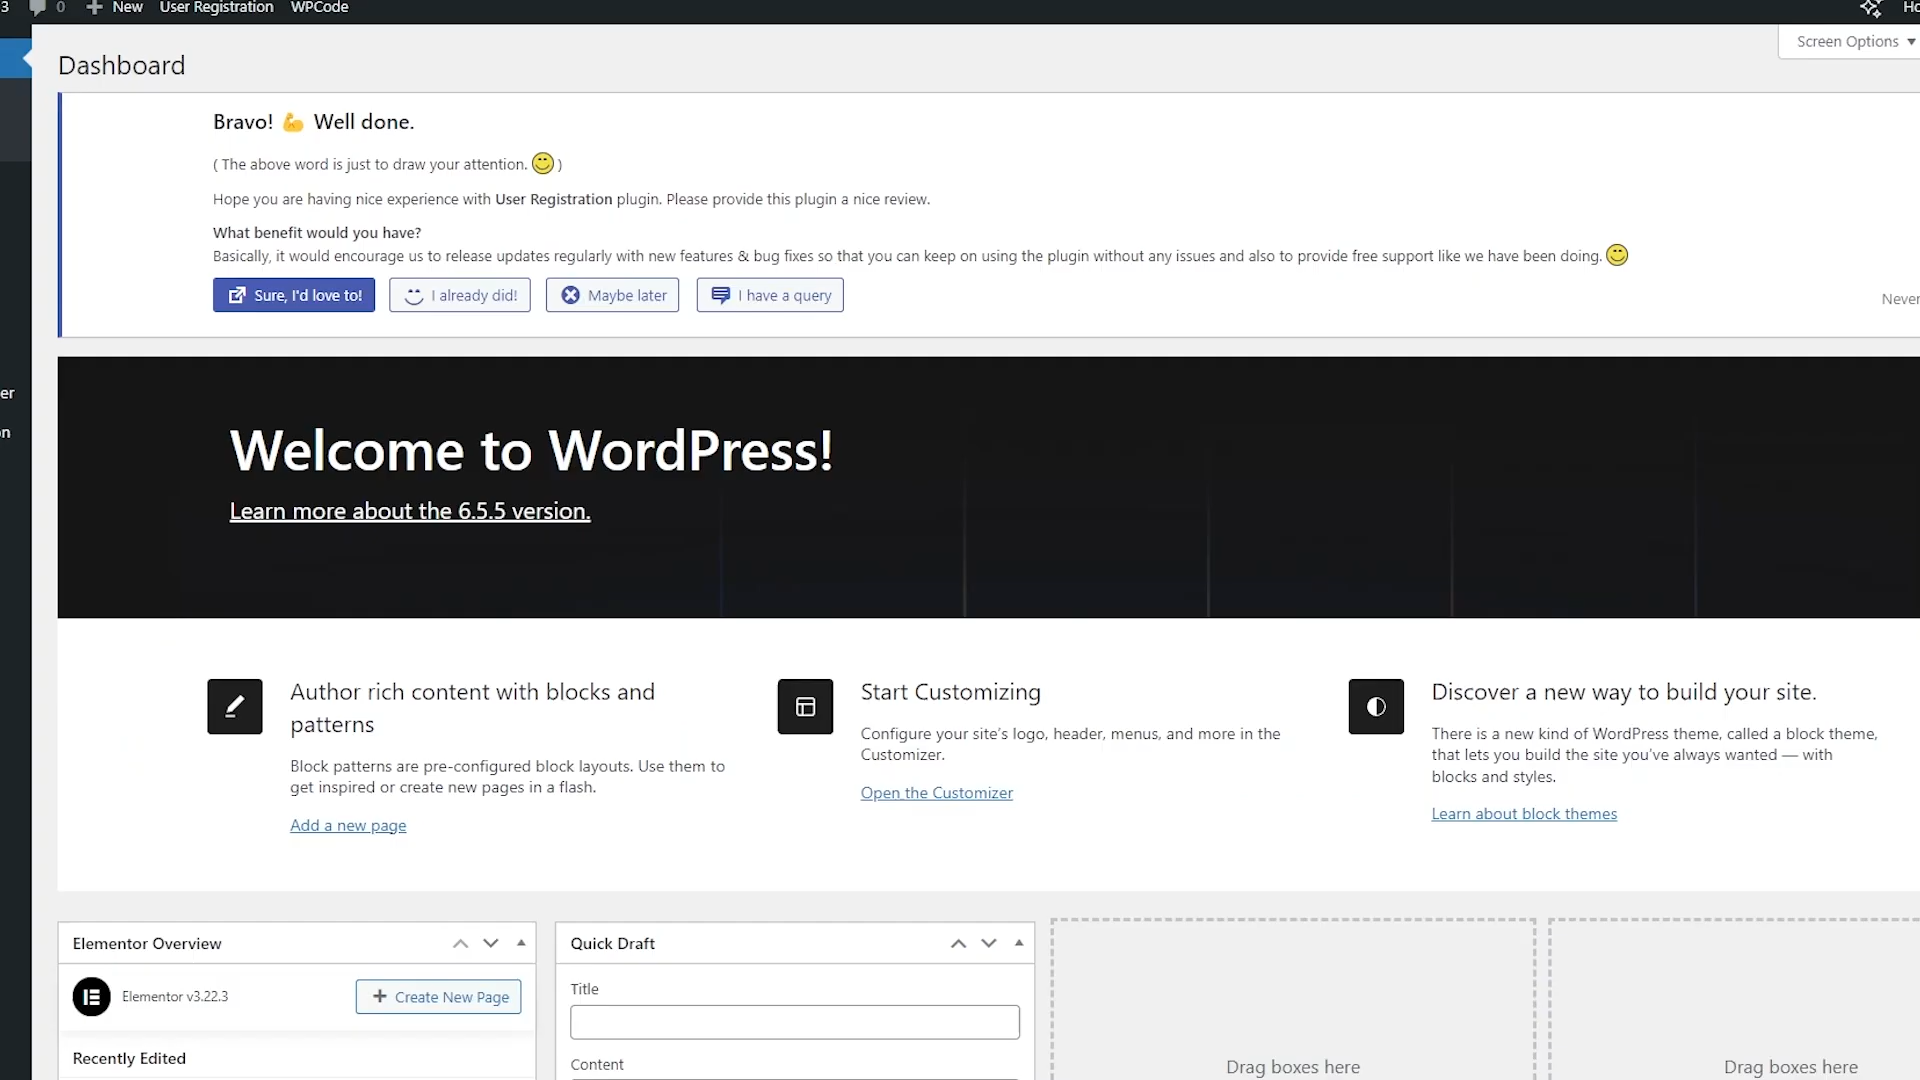 3 0 New User Registration WPCode
Screen Options
Dashboard
Bravo! 💪 Well done.
( The above word is just to draw your attention. 🙂 )
Hope you are having nice experience with User Registration plugin. Please provide this plugin a nice review.
What benefit would you have?
Basically, it would encourage us to release updates regularly with new features & bug fixes so that you can keep on using the plugin without any issues and also to provide free support like we have been doing. 🙂
Sure, I'd love to! I already did! Maybe later I have a query
Never
er
on
Welcome to WordPress!
Learn more about the 6.5.5 version.
Author rich content with blocks and
patterns
Block patterns are pre-configured block layouts. Use them to
get inspired or create new pages in a flash.
Add a new page
Start Customizing
Configure your site's logo, header, menus, and more in the
Customizer.
Open the Customizer
Discover a new way to build your site.
There is a new kind of WordPress theme, called a block theme,
that lets you build the site you've always wanted — with
blocks and styles.
Learn about block themes
Elementor Overview
Elementor v3.22.3
Create New Page
Recently Edited
Quick Draft
Title
Content
Drag boxes here
Drag boxes here